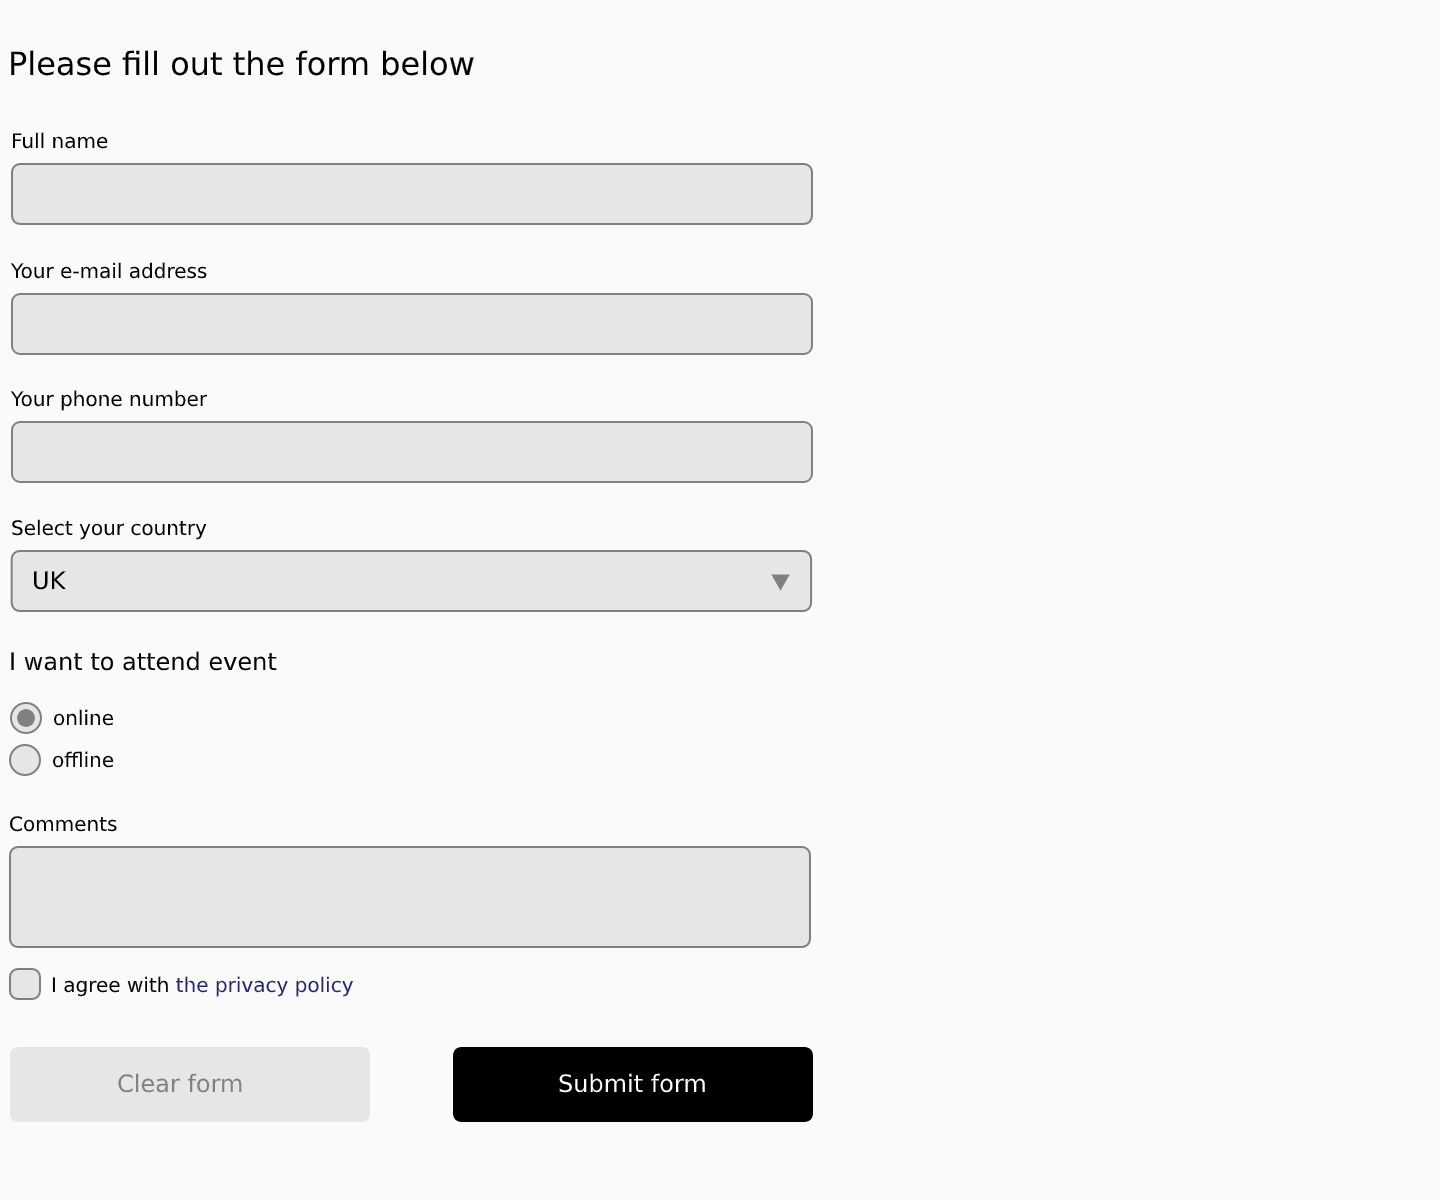 Please fill out the form below
Full name
Your e-mail address
Your phone number
Select your country
UK
I want to attend event
online
offline
Comments
I agree with the privacy policy
Clear form
Submit form